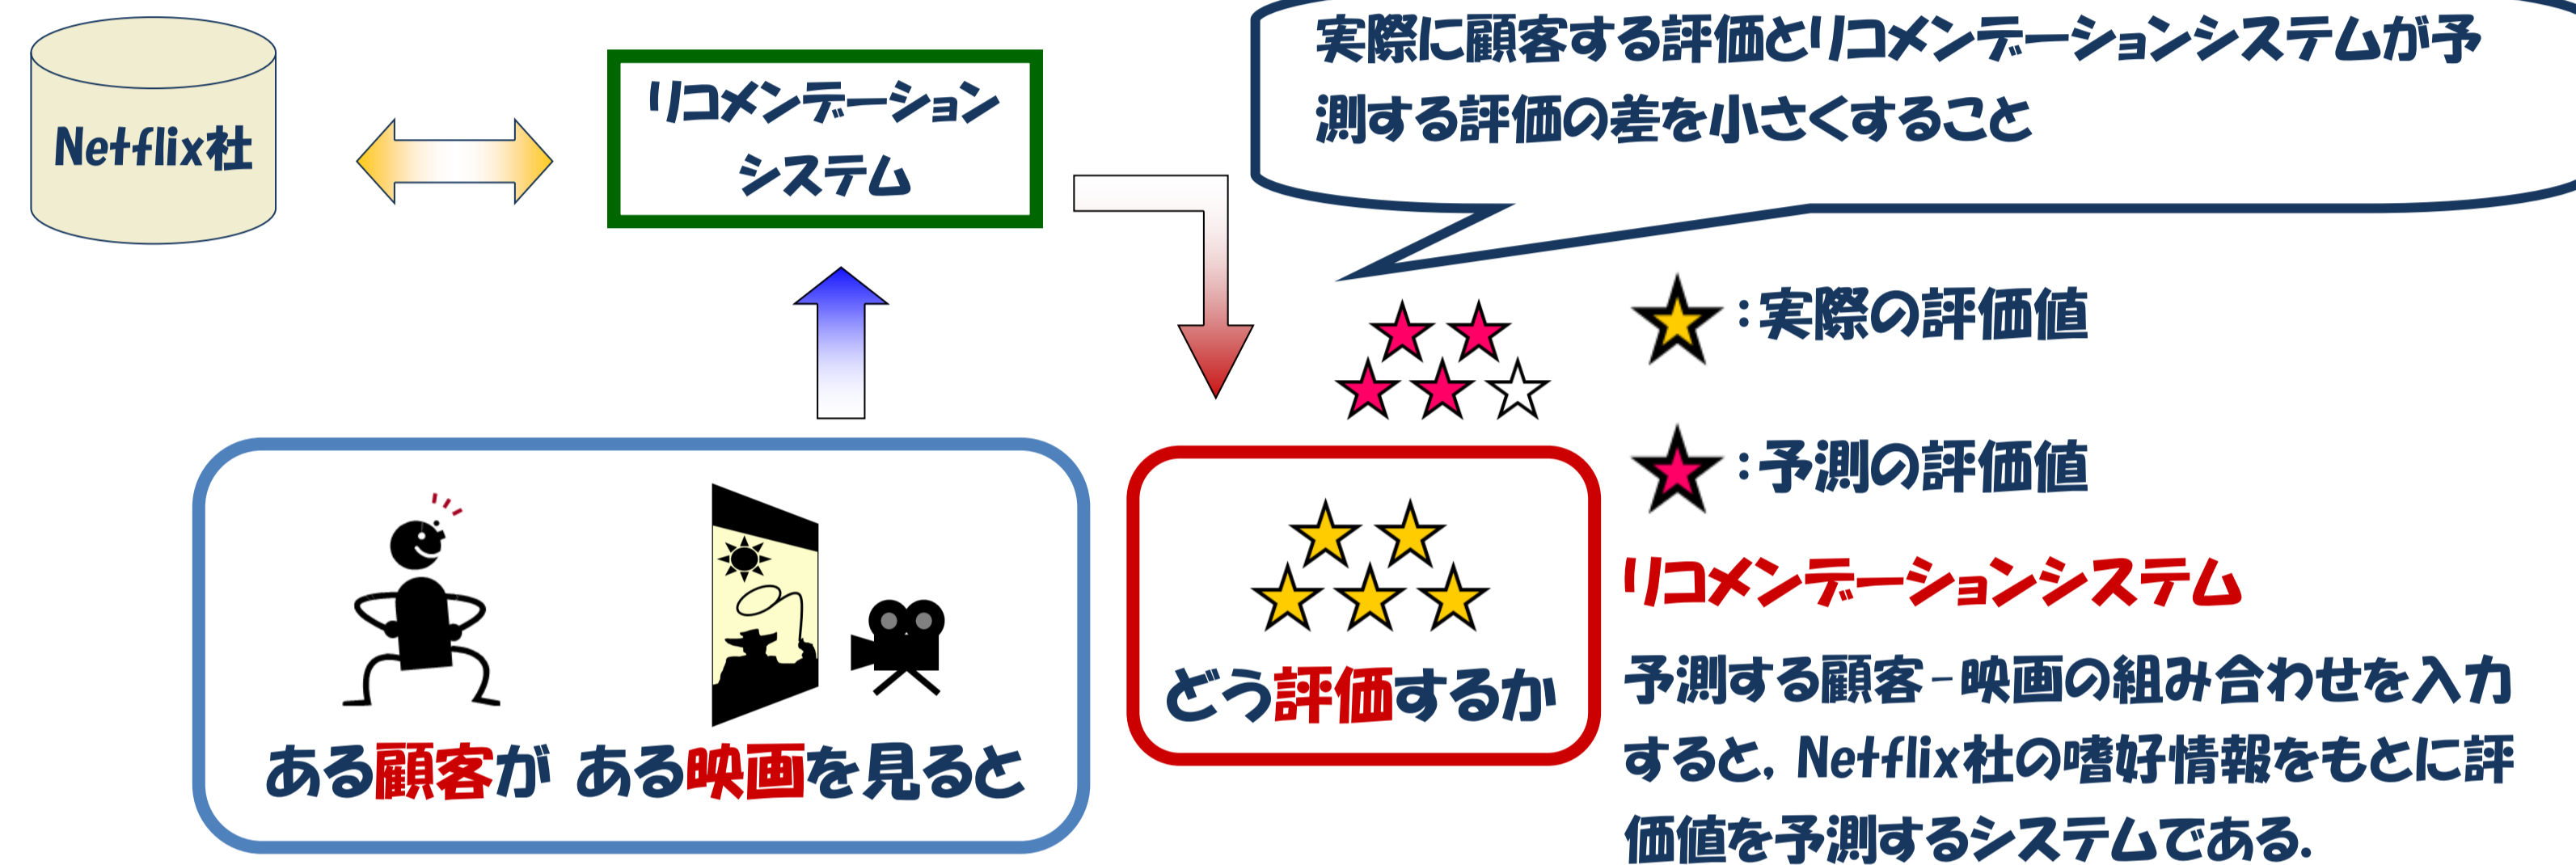 Netflix社
リコメンデーション
システム
実際に顧客する評価とリコメンデーションシステムが予
測する評価の差を小さくすること
:実際の評価値
:予測の評価値
ある顧客が ある映画を見ると
どう評価するか
リコメンデーションシステム
予測する顧客-映画の組み合わせを入力
すると, Netflix社の嗜好情報をもとに評
価値を予測するシステムである.